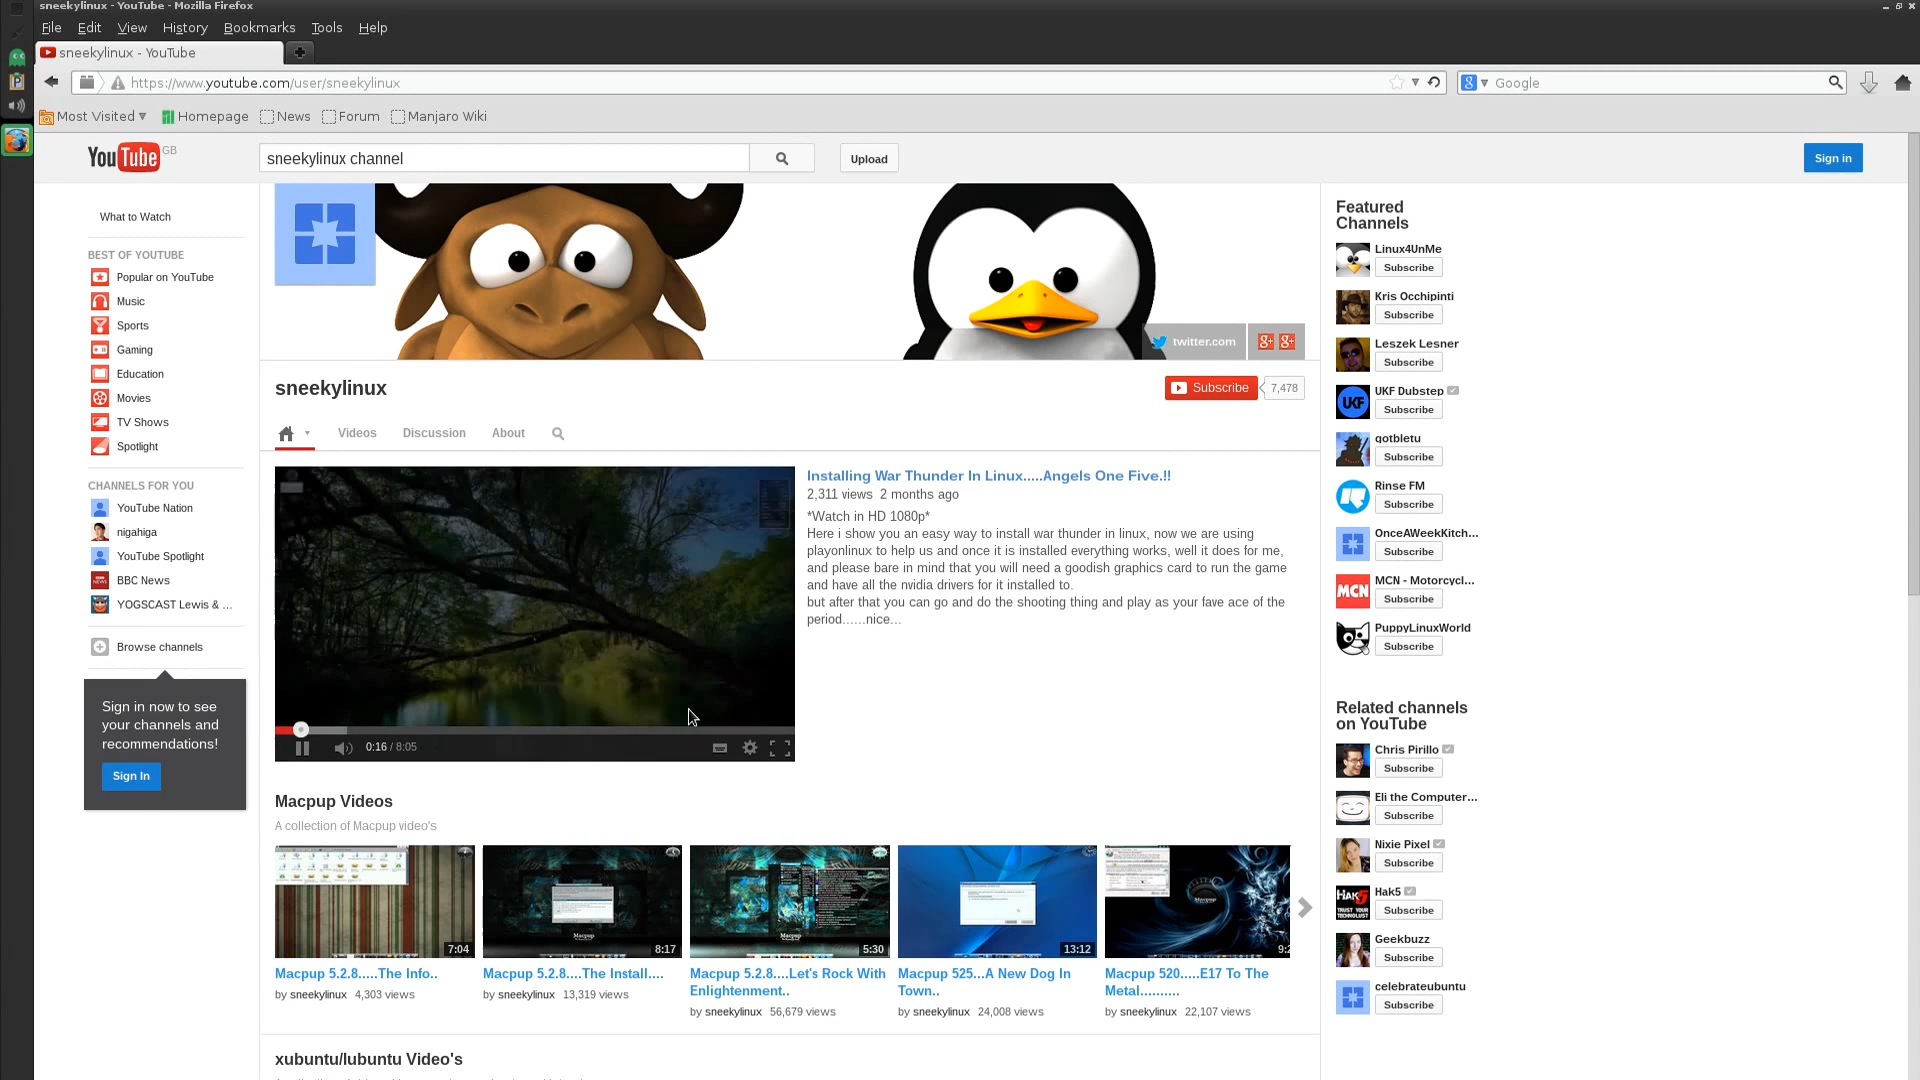 sneekylinux - YouTube - Mozilla Firefox
File Edit View History Bookmarks Tools Help
sneekylinux - YouTube
https://www.youtube.com/user/sneekylinux
Google
Most Visited
Homepage
News
Forum
Manjaro Wiki
YouTube GB
sneekylinux channel
Upload
Sign in
What to Watch
BEST OF YOUTUBE
Popular on YouTube
Music
Sports
Gaming
Education
Movies
TV Shows
Spotlight
CHANNELS FOR YOU
YouTube Nation
nigahiga
YouTube Spotlight
BBC News
YOGSCAST Lewis & ...
Browse channels
Sign in now to see
your channels and
recommendations!
Sign In
twitter.com
sneekylinux
Subscribe 7,478
Videos Discussion About
0:16 / 8:05
Installing War Thunder In Linux.....Angels One Five.!!
2,311 views 2 months ago
*Watch in HD 1080p*
Here i show you an easy way to install war thunder in linux, now we are using
playonlinux to help us and once it is installed everything works, well it does for me,
and please bare in mind that you will need a goodish graphics card to run the game
and have all the nvidia drivers for it installed to.
but after that you can go and do the shooting thing and play as your fave ace of the
period......nice...
Macpup Videos
A collection of Macpup video's
7:04
Macpup 5.2.8.....The Info..
by sneekylinux 4,303 views
8:17
Macpup 5.2.8....The Install....
by sneekylinux 13,319 views
5:30
Macpup 5.2.8....Let's Rock With
Enlightenment..
by sneekylinux 56,679 views
13:12
Macpup 525...A New Dog In
Town..
by sneekylinux 24,008 views
Macpup 520.....E17 To The
Metal..........
by sneekylinux 22,107 views
xubuntu/lubuntu Video's
Featured
Channels
Linux4UnMe
Subscribe
Kris Occhipinti
Subscribe
Leszek Lesner
Subscribe
UKF Dubstep
Subscribe
gotbletu
Subscribe
Rinse FM
Subscribe
OnceAWeekKitch...
Subscribe
MCN - Motorcycl...
Subscribe
PuppyLinuxWorld
Subscribe
Related channels
on YouTube
Chris Pirillo
Subscribe
Eli the Computer...
Subscribe
Nixie Pixel
Subscribe
Hak5
Subscribe
Geekbuzz
Subscribe
celebrateubuntu
Subscribe